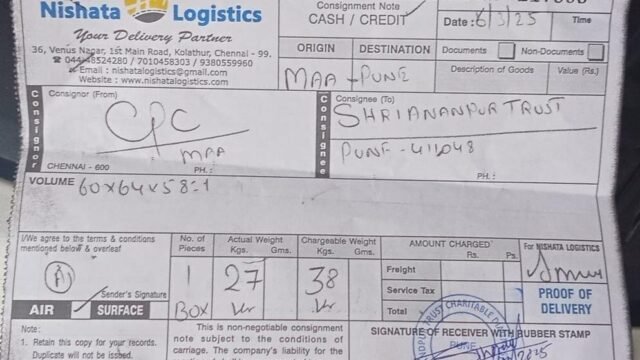 Nishata Logistics
Your Delivery Partner
36, Venus Nagar, 1st Main Road, Kolathur, Chennai - 99.
044-48524280 / 7010458303 / 9380559960
Email : nishatalogistics@gmail.com
Website : www.nishatalogistics.com
Consignment Note
CASH / CREDIT
Date : 6/3/25
Time
ORIGIN
DESTINATION
MAA - PUNE
Documents
Non-Documents
Description of Goods
Value (Rs.)
Consignor
Consignor (From)
CPC
MAA
CHENNAI - 600
PH.:
Consignee
Consignee (To)
SHRIANANPUR TRUST
PUNE - 411048
PH. :
VOLUME 60x64x58=1
I/We agree to the terms & conditions
mentioned below & overleaf
Sender's Signature
AIR
SURFACE
No. of Pieces
1
BOX
Actual Weight
Kgs. Gms.
27
Chargeable Weight
Kgs. Gms.
38
AMOUNT CHARGED
Rs. Ps.
Freight
Service Tax
Total
For NISHATA LOGISTICS
PROOF OF
DELIVERY
Note:
1. Retain this copy for your records.
Duplicate will not be issued.
This is non-negotiable consignment
note subject to the conditions of
carriage. The company's liability for the
SIGNATURE OF RECEIVER WITH RUBBER STAMP
TRUST CHARITABLE
PUNE